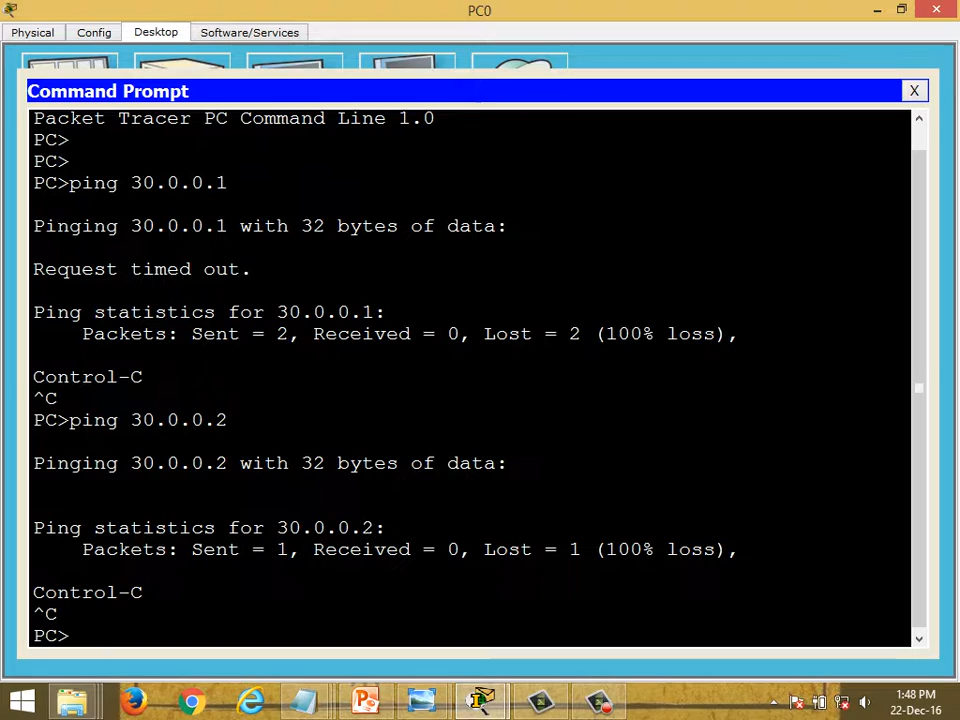 PC0
Physical Config Desktop Software/Services
Command Prompt
X
Packet Tracer PC Command Line 1.0
PC>
PC>
PC>ping 30.0.0.1
Pinging 30.0.0.1 with 32 bytes of data:
Request timed out.
Ping statistics for 30.0.0.1:
Packets: Sent = 2, Received = 0, Lost = 2 (100% loss),
Control-C
^C
PC>ping 30.0.0.2
Pinging 30.0.0.2 with 32 bytes of data:
Ping statistics for 30.0.0.2:
Packets: Sent = 1, Received = 0, Lost = 1 (100% loss),
Control-C
^C
PC>
1:48 PM
22-Dec-16